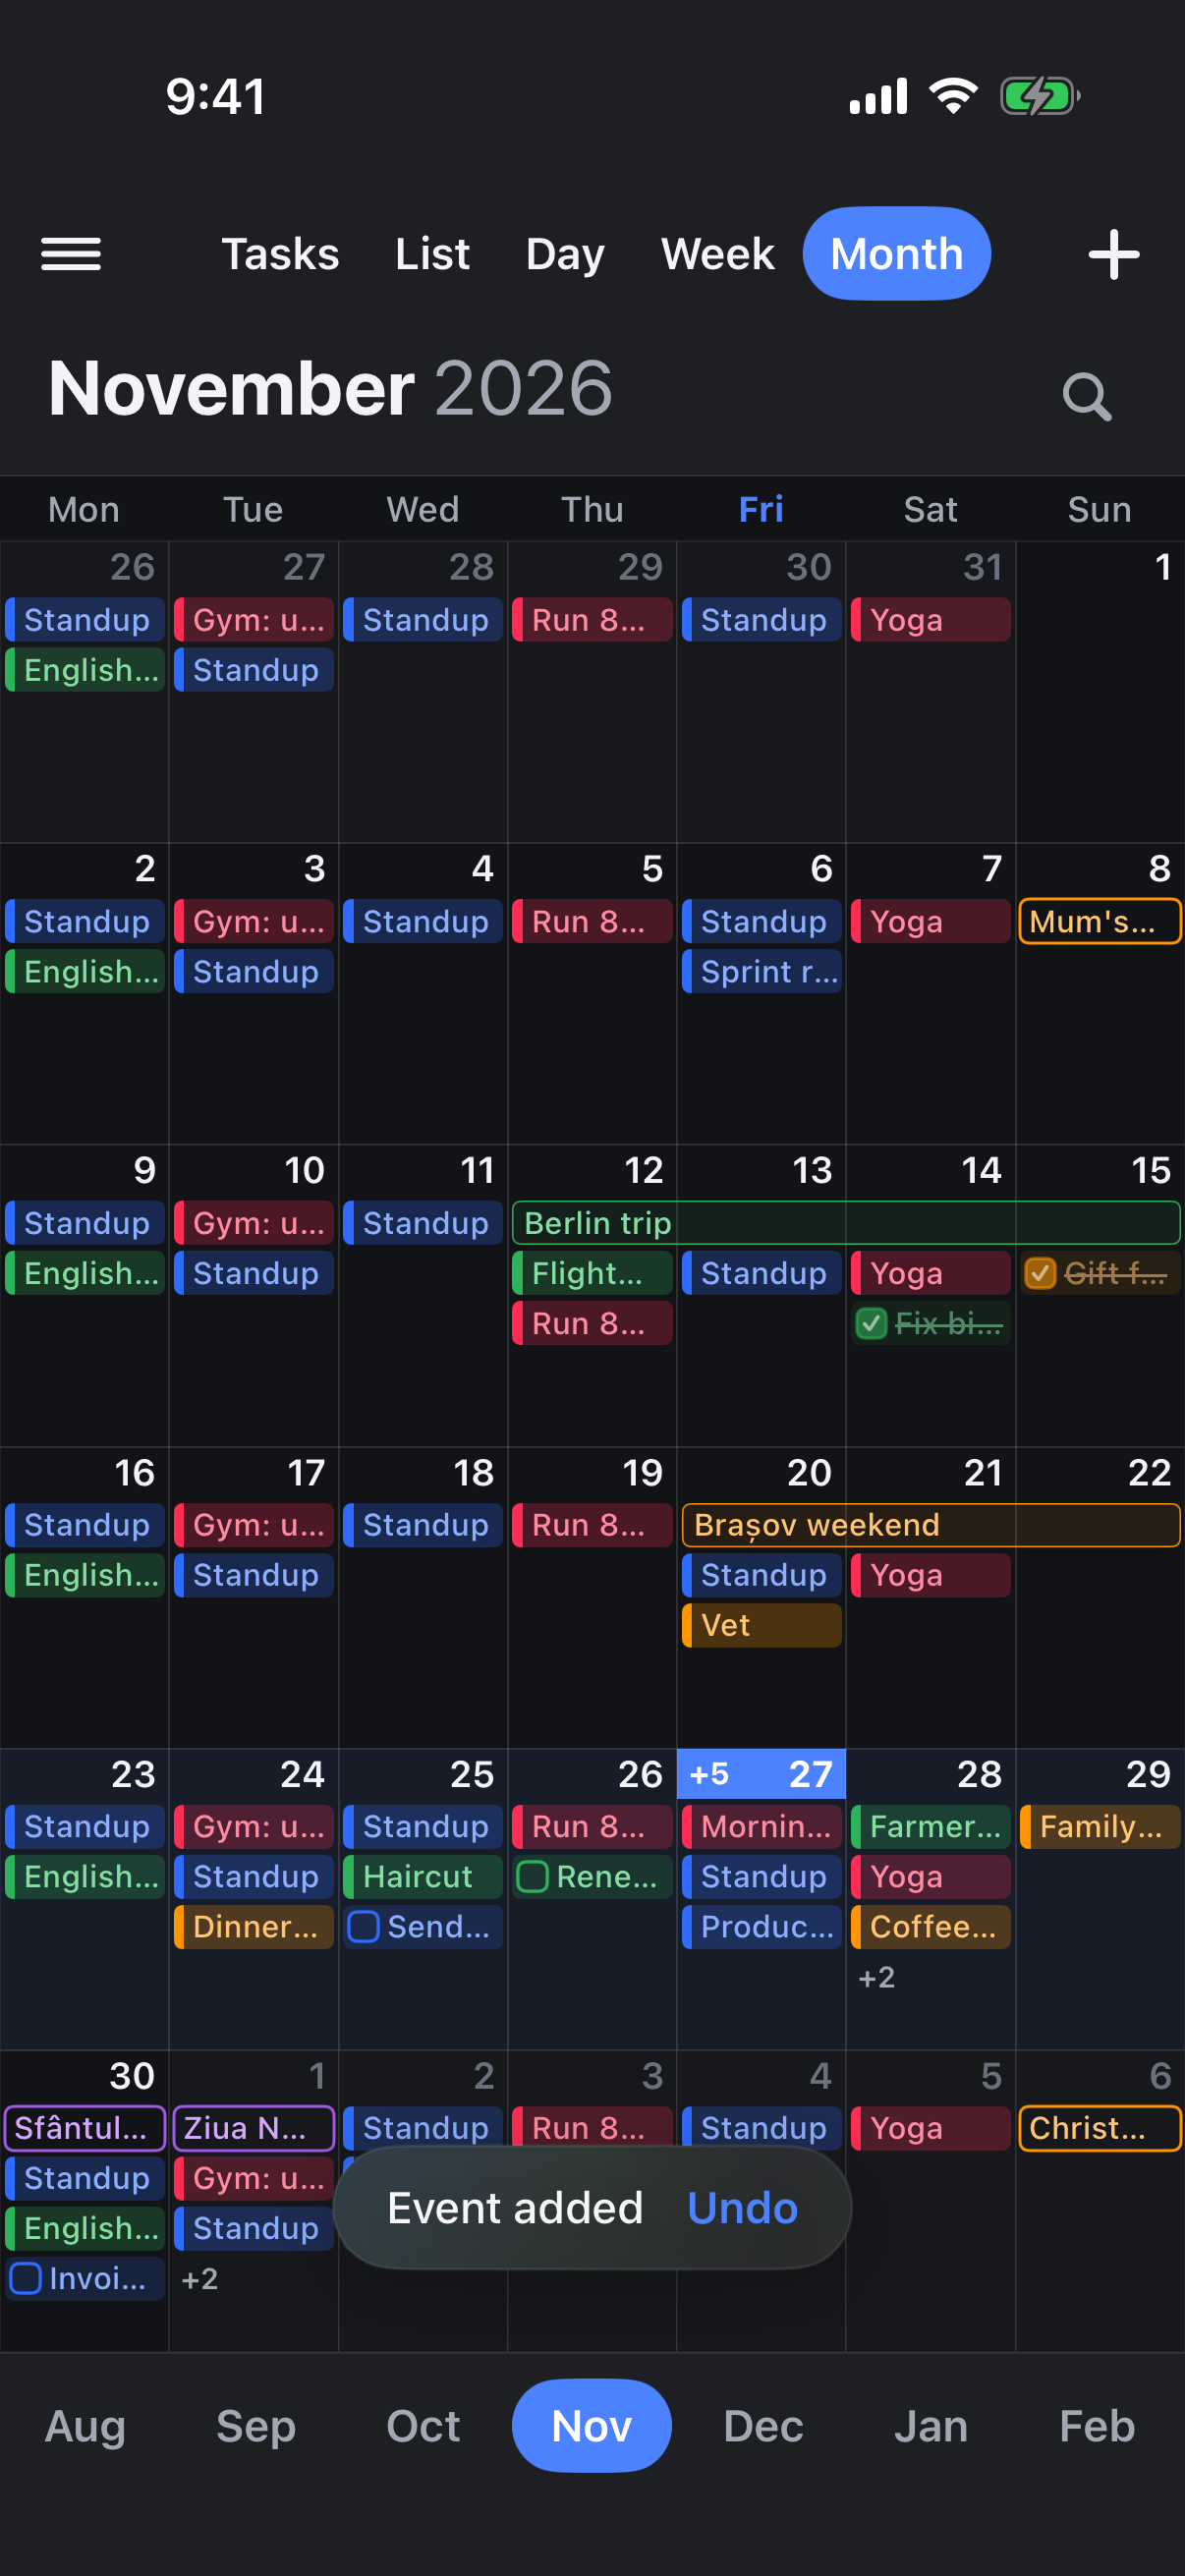 9:41
Tasks List Day Week Month
November 2026
Mon Tue Wed Thu Fri Sat Sun
26 27 28 29 30 31 1
Standup Gym: u... Standup Run 8... Standup Yoga
English... Standup
2 3 4 5 6 7 8
Standup Gym: u... Standup Run 8... Standup Yoga Mum's...
English... Standup Sprint r...
9 10 11 12 13 14 15
Standup Gym: u... Standup Berlin trip
English... Standup Flight... Standup Yoga Gift f...
Run 8... Fix bi...
16 17 18 19 20 21 22
Standup Gym: u... Standup Run 8... Brașov weekend
English... Standup Standup Yoga
Vet
23 24 25 26 +5 27 28 29
Standup Gym: u... Standup Run 8... Mornin... Farmer... Family...
English... Standup Haircut Rene... Standup Yoga
Dinner... Send... Produc... Coffee...
+2
30 1 2 3 4 5 6
Sfântul... Ziua N... Standup Run 8... Standup Yoga Christ...
Standup Gym: u...
English... Standup
Event added Undo
Invoi... +2
Aug Sep Oct Nov Dec Jan Feb